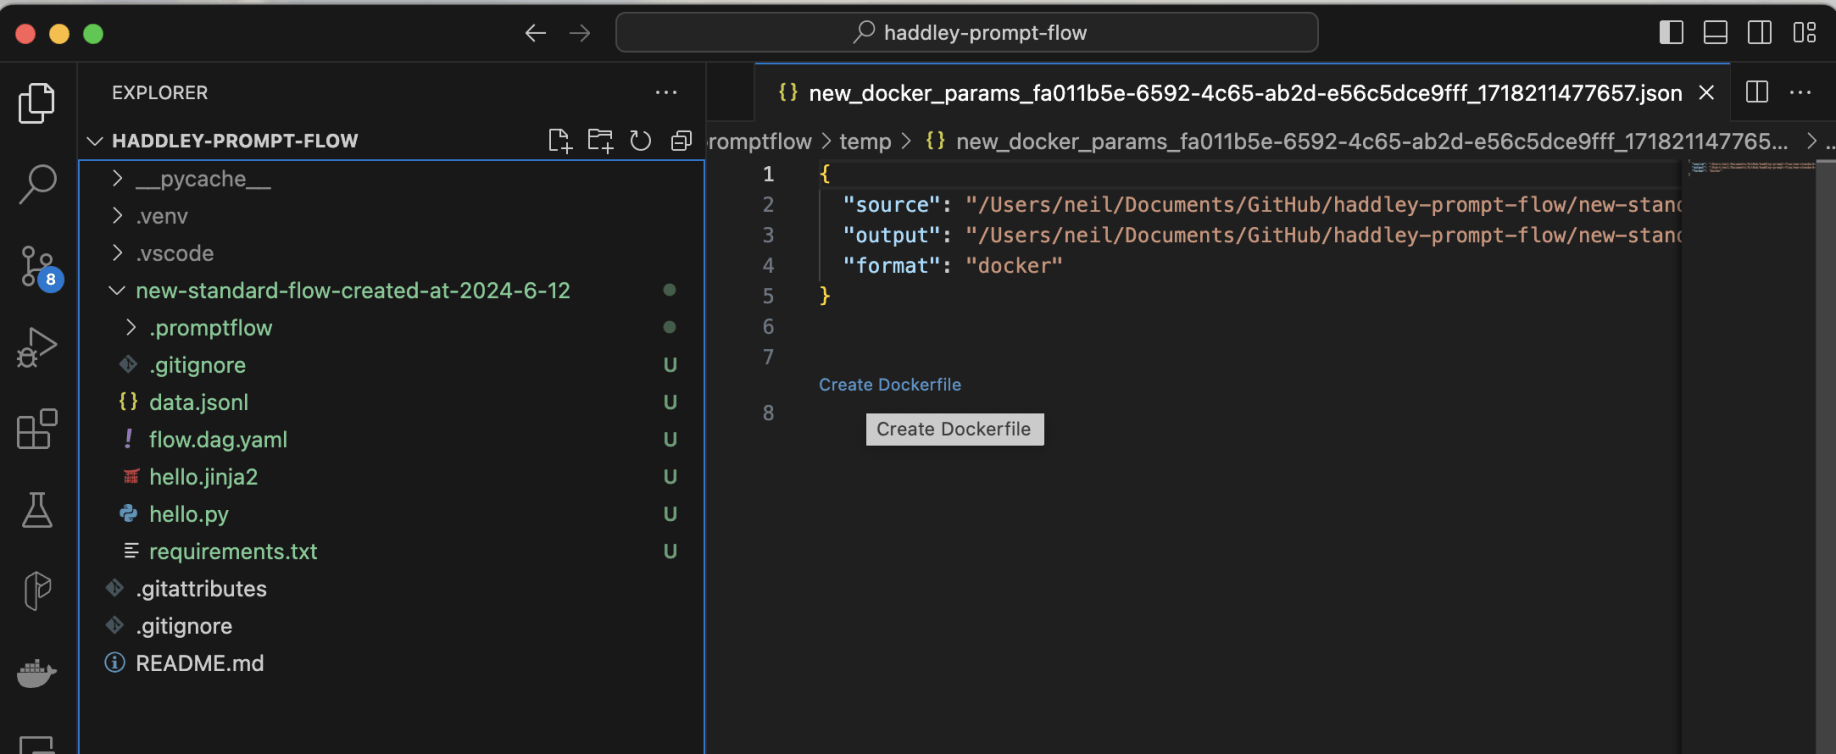 haddley-prompt-flow
EXPLORER
HADDLEY-PROMPT-FLOW
__pycache__
.venv
.vscode
8
new-standard-flow-created-at-2024-6-12
.promptflow
.gitignore U
data.jsonl U
flow.dag.yaml U
hello.jinja2 U
hello.py U
requirements.txt U
.gitattributes
.gitignore
README.md
{} new_docker_params_fa011b5e-6592-4c65-ab2d-e56c5dce9fff_1718211477657.json
romptflow > temp > {} new_docker_params_fa011b5e-6592-4c65-ab2d-e56c5dce9fff_171821147765... > ..
1 {
2 "source": "/Users/neil/Documents/GitHub/haddley-prompt-flow/new-stand
3 "output": "/Users/neil/Documents/GitHub/haddley-prompt-flow/new-stand
4 "format": "docker"
5 }
6
7
Create Dockerfile
8
Create Dockerfile